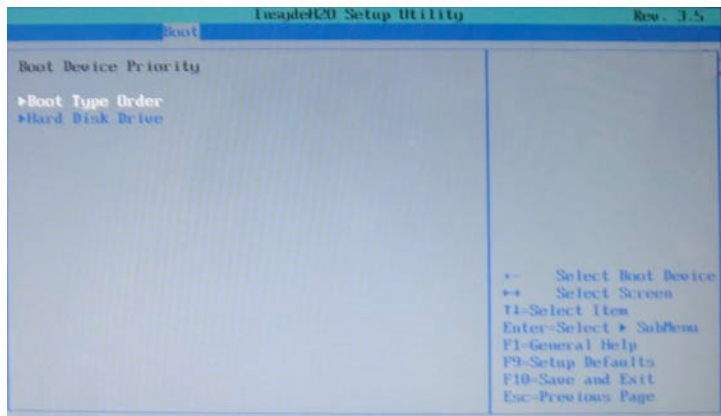 InsydeH2O Setup Utility Rev. 3.5
Boot
Boot Device Priority
▸Boot Type Order
▸Hard Disk Drive
+- Select Boot Device
←→ Select Screen
↑↓-Select Item
Enter-Select ▸ SubMenu
F1-General Help
F9-Setup Defaults
F10-Save and Exit
Esc-Previous Page